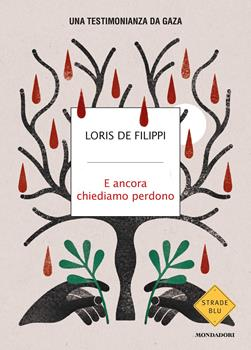 UNA TESTIMONIANZA DA GAZA
LORIS DE FILIPPI
E ancora
chiediamo perdono
STRADE
BLU
MONDADORI